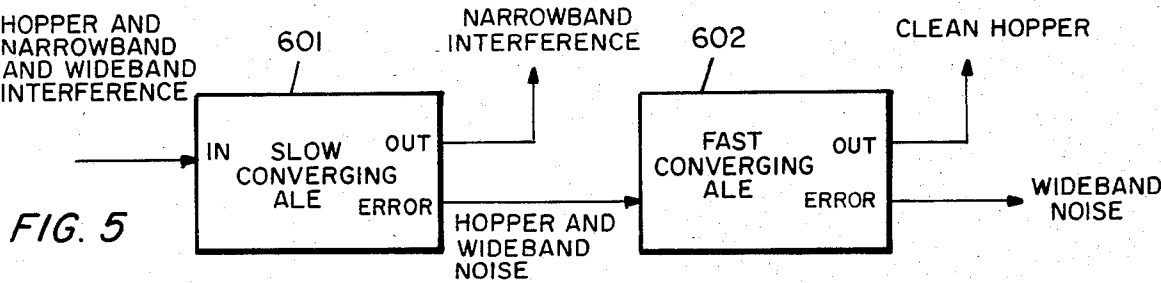 HOPPER AND
NARROWBAND
AND WIDEBAND
INTERFERENCE
601
NARROWBAND
INTERFERENCE
602
CLEAN HOPPER
IN
SLOW
CONVERGING
ALE
OUT
ERROR
HOPPER AND
WIDEBAND
NOISE
FAST
CONVERGING
ALE
OUT
ERROR
WIDEBAND
NOISE
FIG. 5